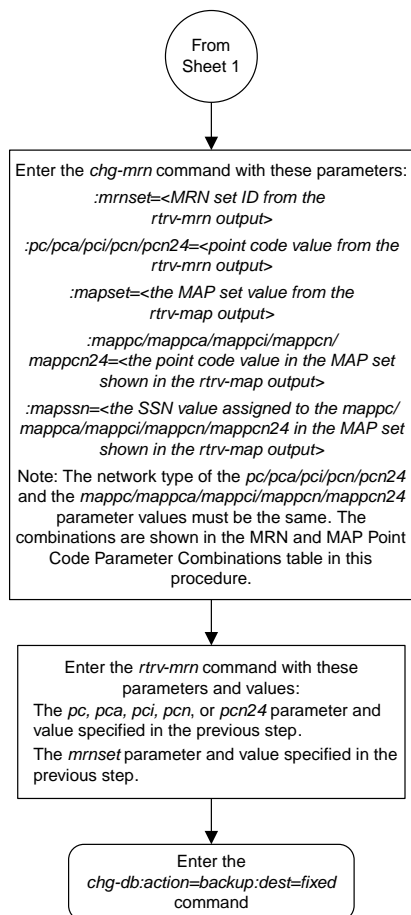 From
Sheet 1
Enter the chg-mrn command with these parameters:
:mrnset=<MRN set ID from the
rtrv-mrn output>
:pc/pca/pci/pcn/pcn24=<point code value from the
rtrv-mrn output>
:mapset=<the MAP set value from the
rtrv-map output>
:mappc/mappca/mappci/mappcn/
mappcn24=<the point code value in the MAP set
shown in the rtrv-map output>
:mapssn=<the SSN value assigned to the mappc/
mappca/mappci/mappcn/mappcn24 in the MAP set
shown in the rtrv-map output>
Note: The network type of the pc/pca/pci/pcn/pcn24
and the mappc/mappca/mappci/mappcn/mappcn24
parameter values must be the same. The
combinations are shown in the MRN and MAP Point
Code Parameter Combinations table in this
procedure.
Enter the rtrv-mrn command with these
parameters and values:
The pc, pca, pci, pcn, or pcn24 parameter and
value specified in the previous step.
The mrnset parameter and value specified in the
previous step.
Enter the
chg-db:action=backup:dest=fixed
command